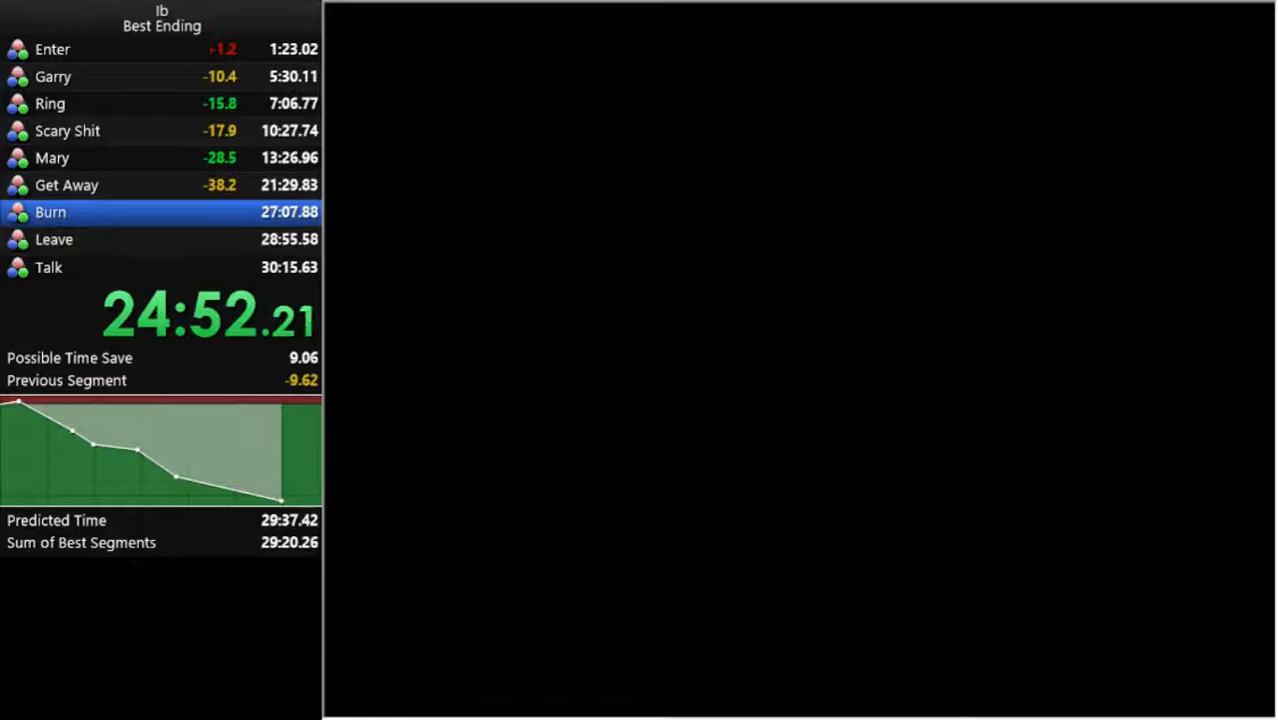 Ib
Best Ending
Enter +1.2 1:23.02
Garry -10.4 5:30.11
Ring -15.8 7:06.77
Scary Shit -17.9 10:27.74
Mary -28.5 13:26.96
Get Away -38.2 21:29.83
Burn 27:07.88
Leave 28:55.58
Talk 30:15.63
24:52.21
Possible Time Save 9.06
Previous Segment -9.62
Predicted Time 29:37.42
Sum of Best Segments 29:20.26